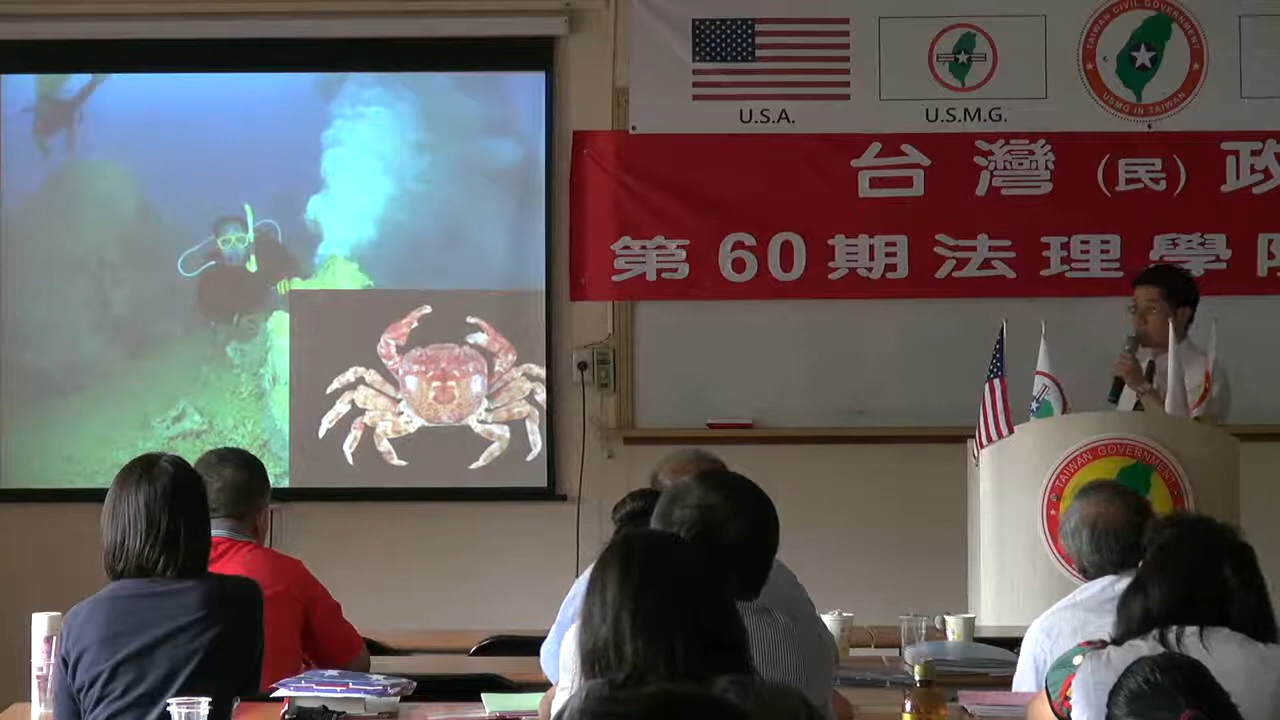 U.S.A.
U.S.M.G.
TAIWAN CIVIL GOVERNMENT
USMG IN TAIWAN
台灣(民)政
第60期法理學
TAIWAN GOVERNMENT